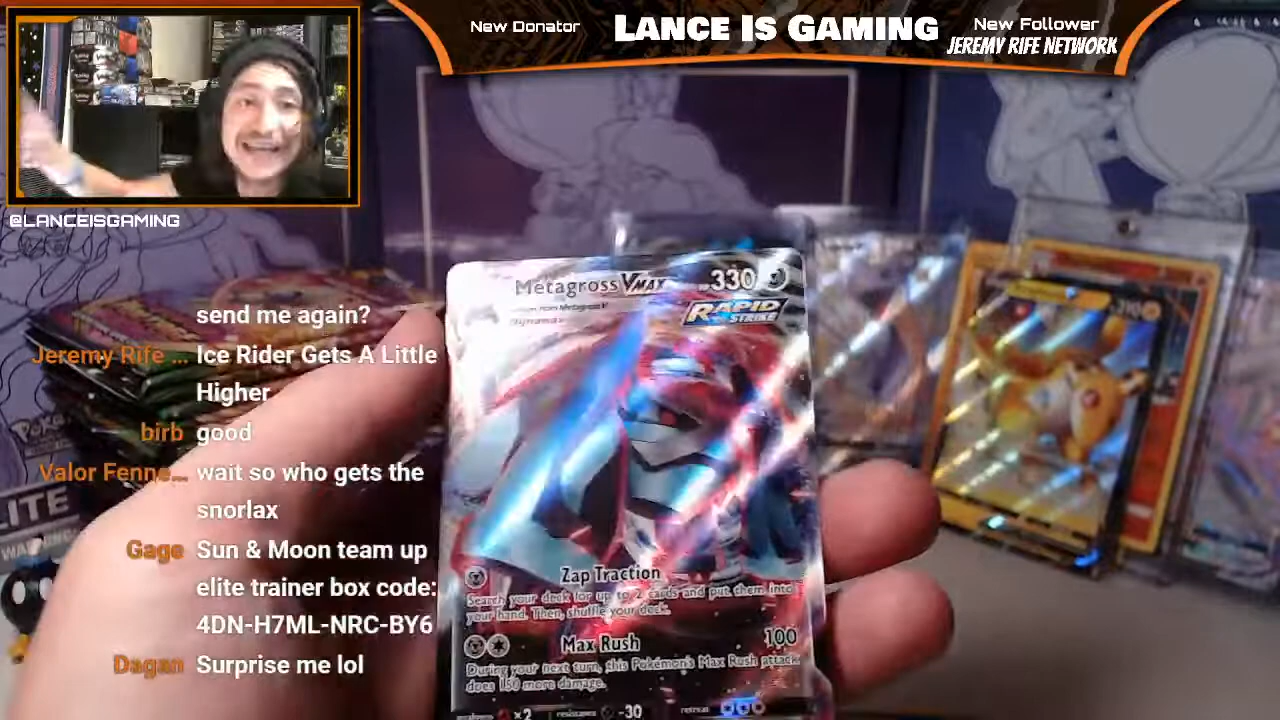 New Donator
LANCE IS GAMING
New Follower
JEREMY RIFE NETWORK
@LANCEISGAMING
send me again?
Jeremy Rife ... Ice Rider Gets A Little
Higher
birb good
Valor Fenne... wait so who gets the
snorlax
Gage Sun & Moon team up
elite trainer box code:
4DN-H7ML-NRC-BY6
Dagan Surprise me lol
Metagross VMAX 330
RAPID
STRIKE
Zap Traction
Search your deck for up to 2 cards and put them into
your hand. Then, shuffle your deck.
Max Rush 100
During your next turn, this Pokémon's Max Rush attack
does 150 more damage.
x2 resistance -30 retreat